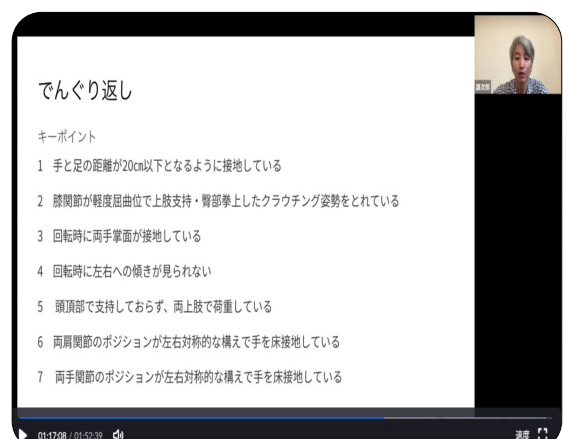 でんぐり返し
キーポイント
1 手と足の距離が20cm以下となるように接地している
2 膝関節が軽度屈曲位で上肢支持・臀部拳上したクラウチング姿勢をとれている
3 回転時に両手掌面が接地している
4 回転時に左右への傾きが見られない
5 頭頂部で支持しておらず、両上肢で荷重している
6 両肩関節のポジションが左右対称的な構えで手を床接地している
7 両手関節のポジションが左右対称的な構えで手を床接地している
01:17:08 / 01:52:39
速度